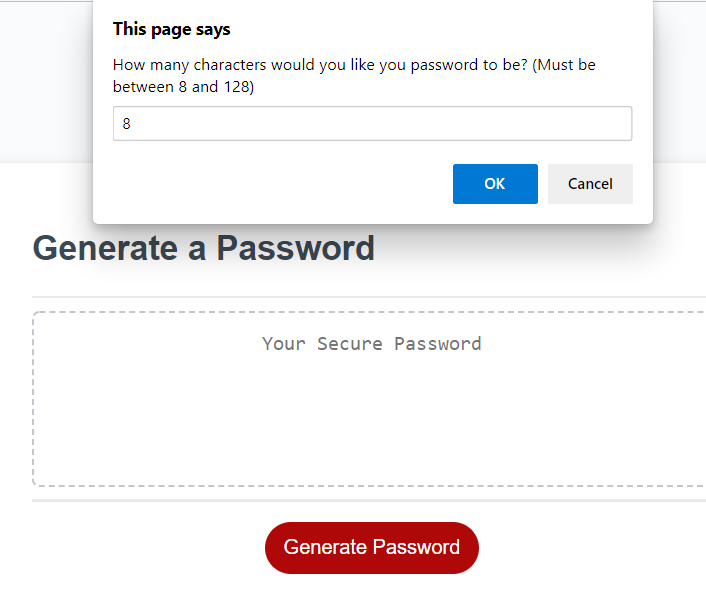 This page says
How many characters would you like you password to be? (Must be
between 8 and 128)
8
OK
Cancel
Generate a Password
Your Secure Password
Generate Password